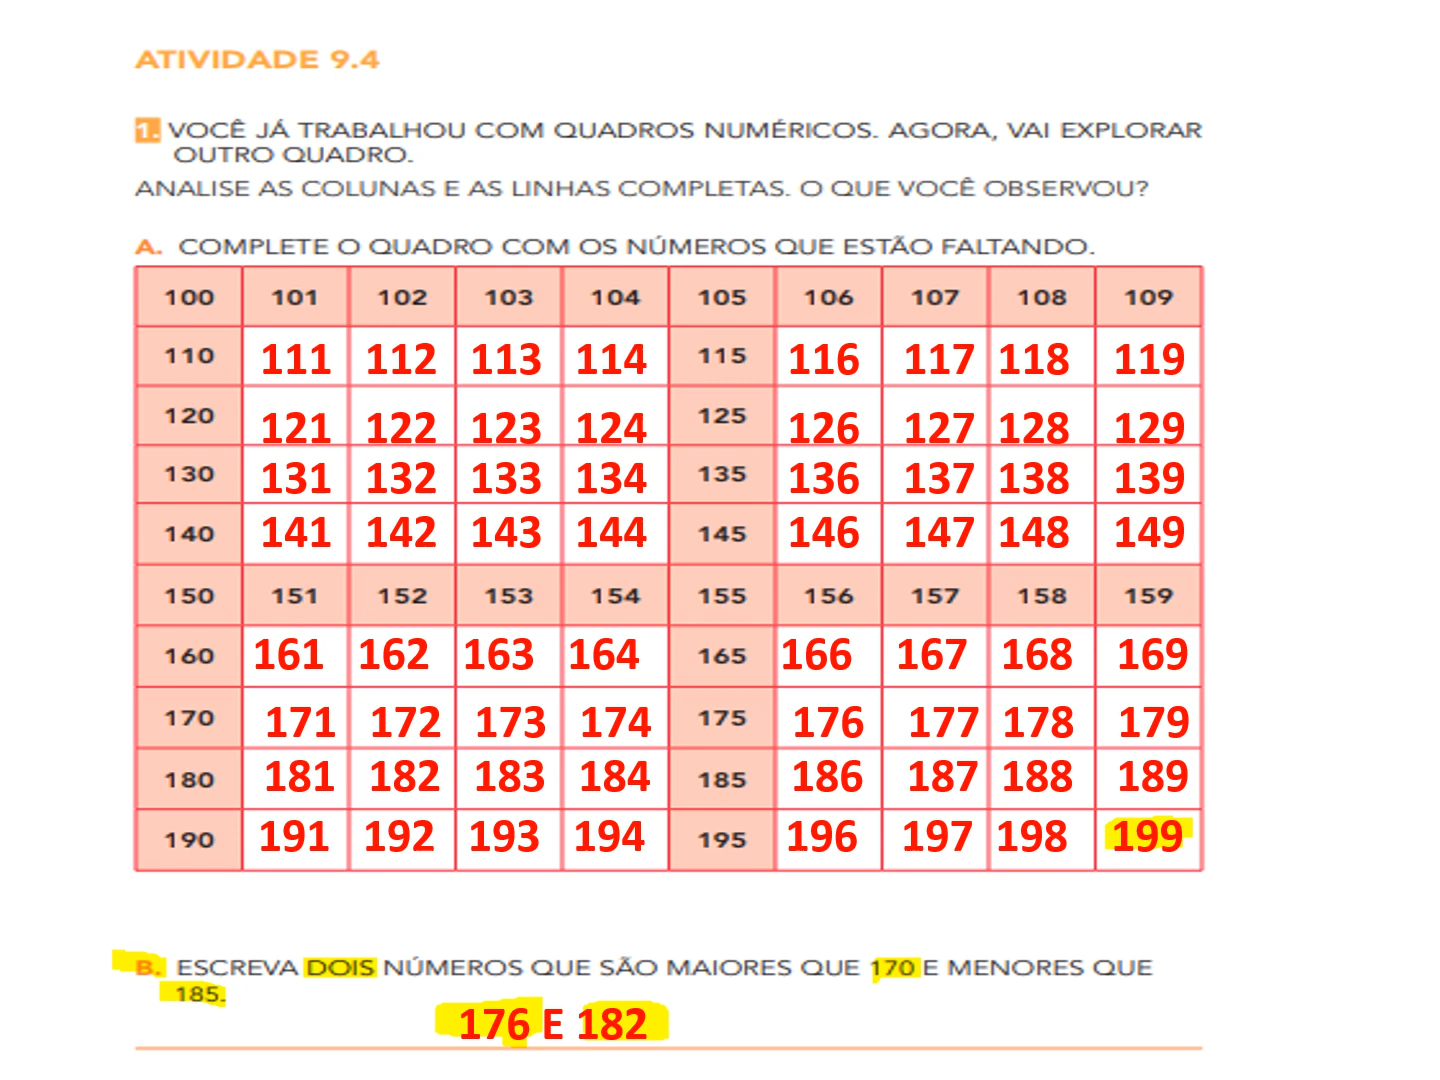 ATIVIDADE 9.4
1. VOCÊ JÁ TRABALHOU COM QUADROS NUMÉRICOS. AGORA, VAI EXPLORAR
OUTRO QUADRO.
ANALISE AS COLUNAS E AS LINHAS COMPLETAS. O QUE VOCÊ OBSERVOU?
A. COMPLETE O QUADRO COM OS NÚMEROS QUE ESTÃO FALTANDO.
100 101 102 103 104 105 106 107 108 109
110 111 112 113 114 115 116 117 118 119
120 121 122 123 124 125 126 127 128 129
130 131 132 133 134 135 136 137 138 139
140 141 142 143 144 145 146 147 148 149
150 151 152 153 154 155 156 157 158 159
160 161 162 163 164 165 166 167 168 169
170 171 172 173 174 175 176 177 178 179
180 181 182 183 184 185 186 187 188 189
190 191 192 193 194 195 196 197 198 199
B. ESCREVA DOIS NÚMEROS QUE SÃO MAIORES QUE 170 E MENORES QUE
185.
176 E 182